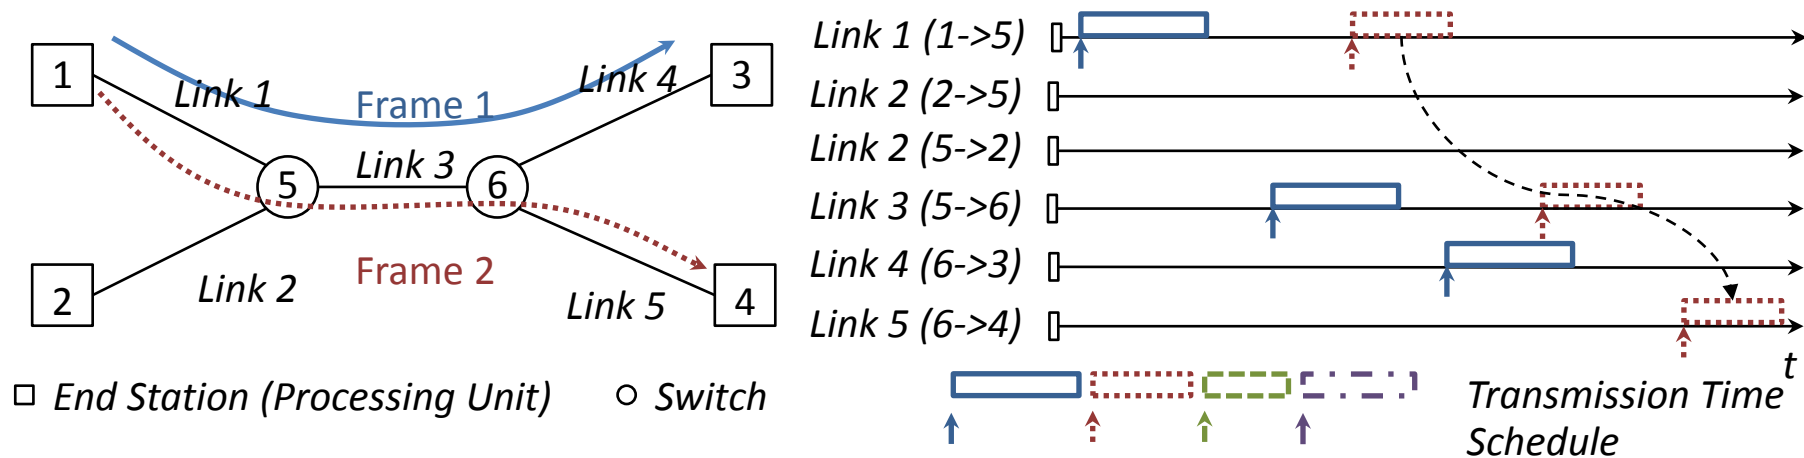 1
Link 1
Frame 1
Link 4
3
Link 3
5
6
2
Link 2
Frame 2
Link 5
4
End Station (Processing Unit)
Switch
Link 1 (1->5)
Link 2 (2->5)
Link 2 (5->2)
Link 3 (5->6)
Link 4 (6->3)
Link 5 (6->4)
t
Transmission Time
Schedule